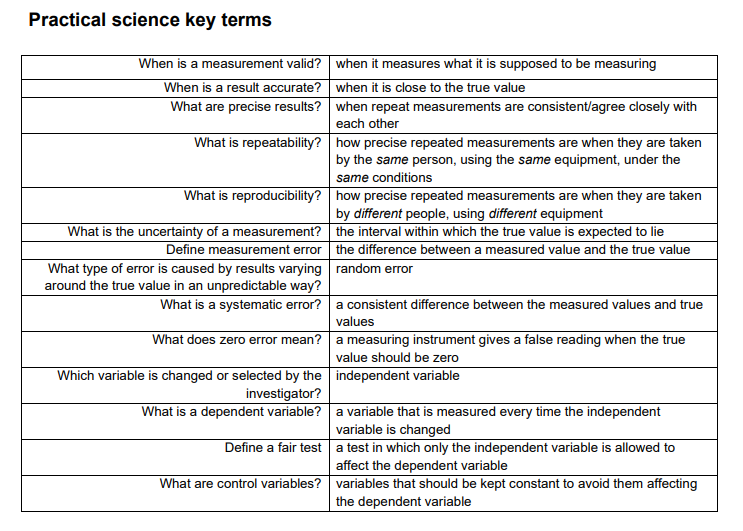 Practical science key terms
When is a measurement valid? when it measures what it is supposed to be measuring
When is a result accurate? when it is close to the true value
What are precise results? when repeat measurements are consistent/agree closely with
each other
What is repeatability? how precise repeated measurements are when they are taken
by the same person, using the same equipment, under the
same conditions
What is reproducibility? how precise repeated measurements are when they are taken
by different people, using different equipment
What is the uncertainty of a measurement? the interval within which the true value is expected to lie
Define measurement error the difference between a measured value and the true value
What type of error is caused by results varying random error
around the true value in an unpredictable way?
What is a systematic error? a consistent difference between the measured values and true
values
What does zero error mean? a measuring instrument gives a false reading when the true
value should be zero
Which variable is changed or selected by the independent variable
investigator?
What is a dependent variable? a variable that is measured every time the independent
variable is changed
Define a fair test a test in which only the independent variable is allowed to
affect the dependent variable
What are control variables? variables that should be kept constant to avoid them affecting
the dependent variable